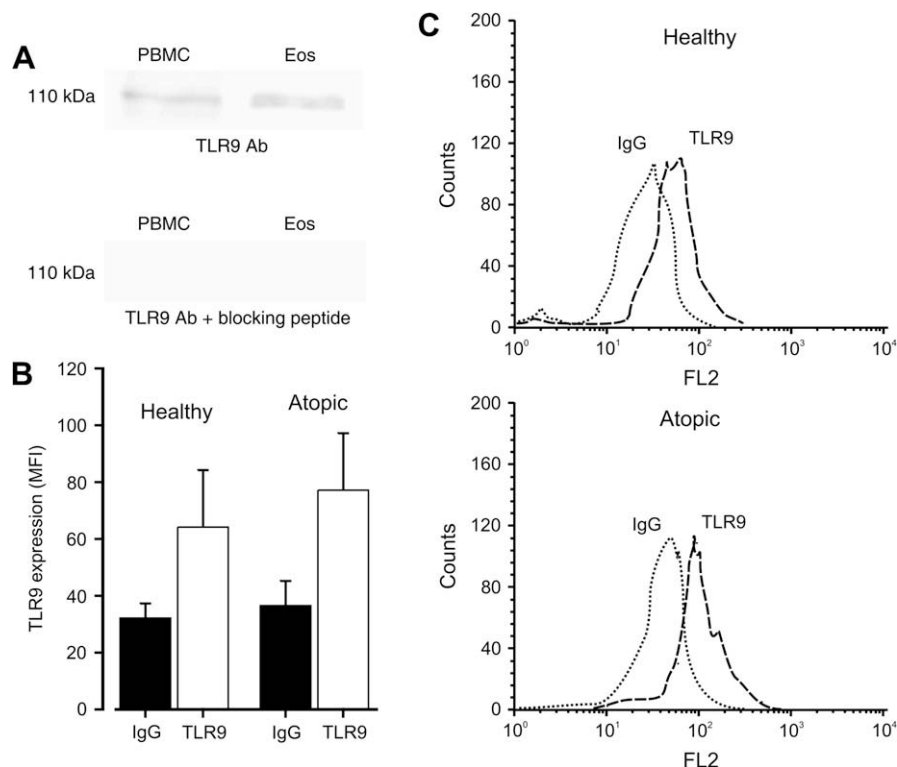 A
PBMC Eos
110 kDa
TLR9 Ab
PBMC Eos
110 kDa
TLR9 Ab + blocking peptide
B
TLR9 expression (MFI)
120
100
80
60
40
20
0
Healthy Atopic
IgG TLR9 IgG TLR9
C
Healthy
Counts
200
160
120
80
40
0
IgG TLR9
10⁰ 10¹ 10² 10³ 10⁴
FL2
Atopic
Counts
200
160
120
80
40
0
IgG TLR9
10⁰ 10¹ 10² 10³ 10⁴
FL2